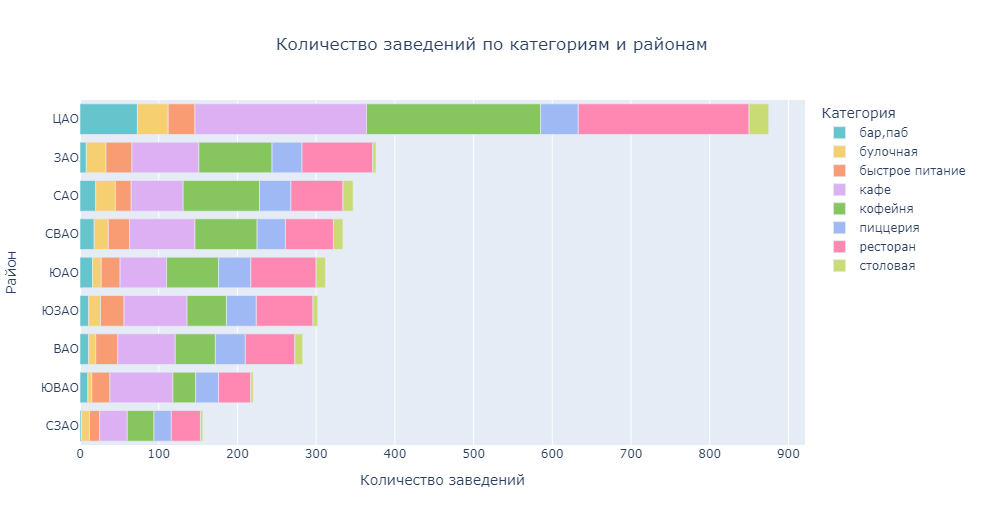 Количество заведений по категориям и районам
Категория
бар,паб
булочная
быстрое питание
кафе
кофейня
пиццерия
ресторан
столовая
Район
ЦАО
ЗАО
САО
СВАО
ЮАО
ЮЗАО
ВАО
ЮВАО
СЗАО
0 100 200 300 400 500 600 700 800 900
Количество заведений